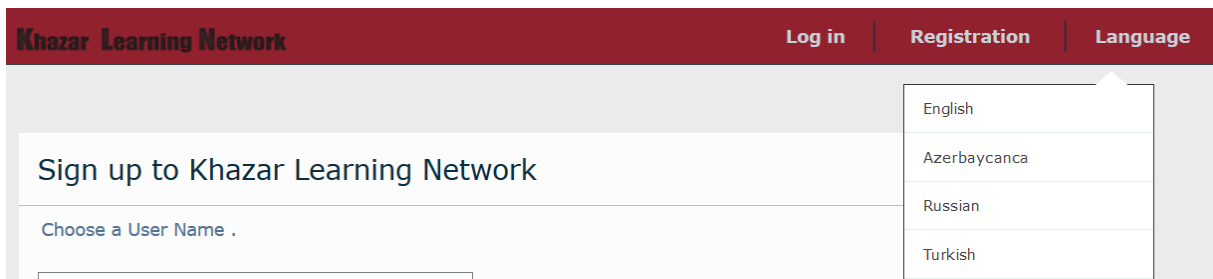 Khazar Learning Network
Log in
Registration
Language
English
Azerbaycanca
Russian
Turkish
Sign up to Khazar Learning Network
Choose a User Name .